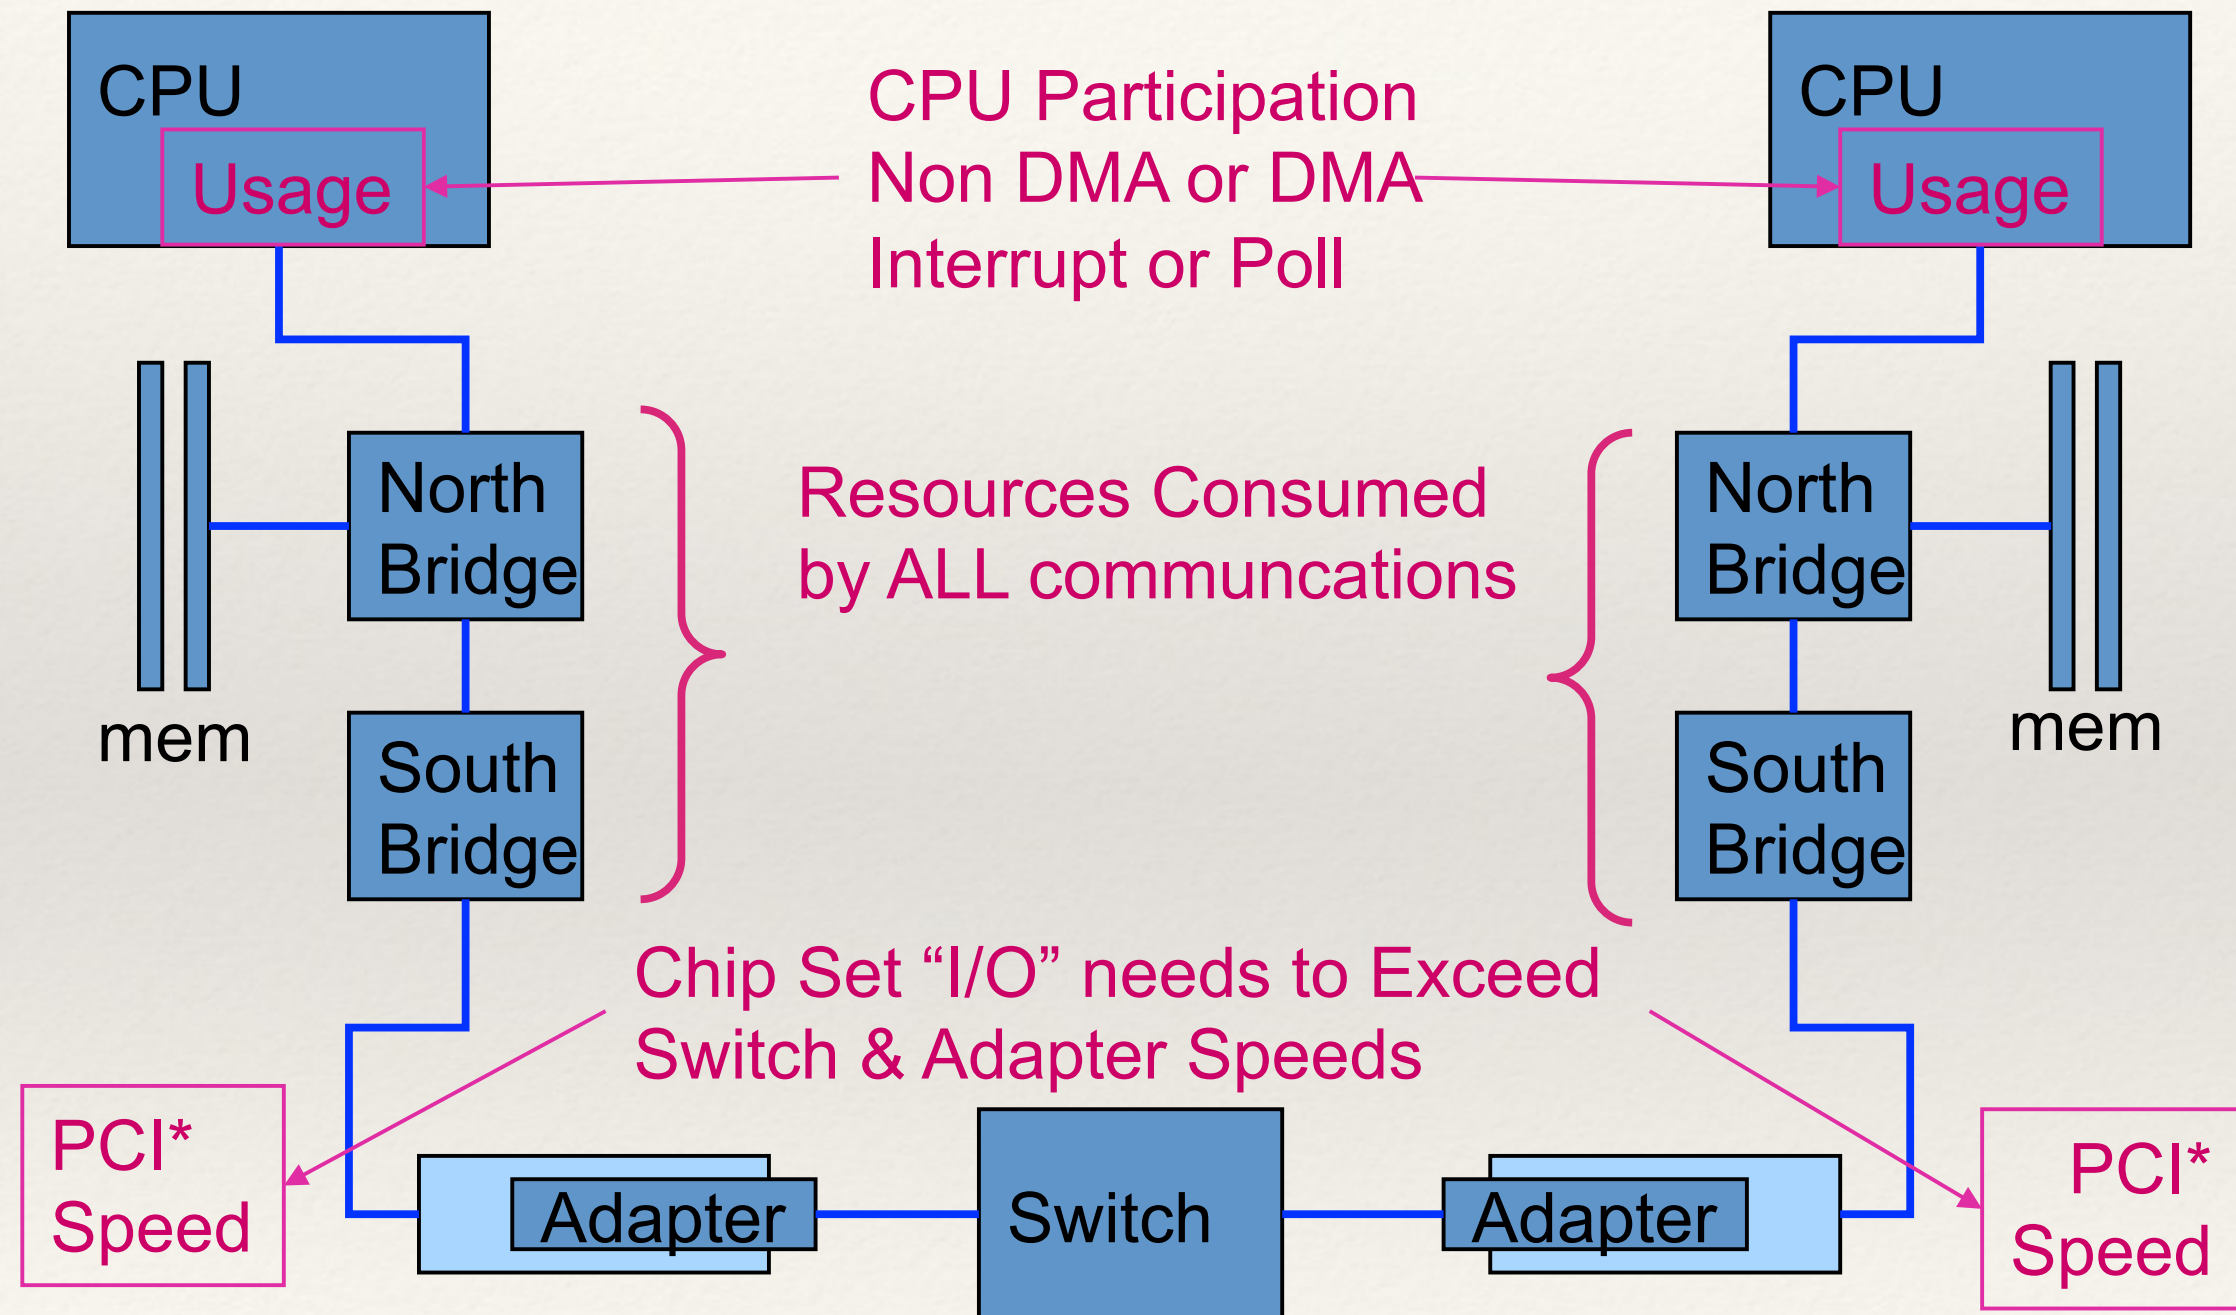 CPU
Usage
CPU Participation
Non DMA or DMA
Interrupt or Poll
CPU
Usage
mem
North
Bridge
South
Bridge
Resources Consumed
by ALL communcations
North
Bridge
South
Bridge
mem
Chip Set “I/O” needs to Exceed
Switch & Adapter Speeds
PCI*
Speed
Adapter
Switch
Adapter
PCI*
Speed